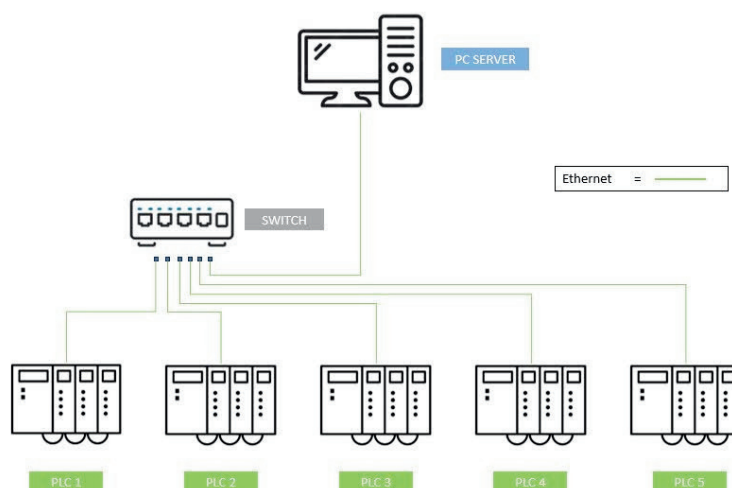 PC SERVER
Ethernet =
SWITCH
PLC 1
PLC 2
PLC 3
PLC 4
PLC 5